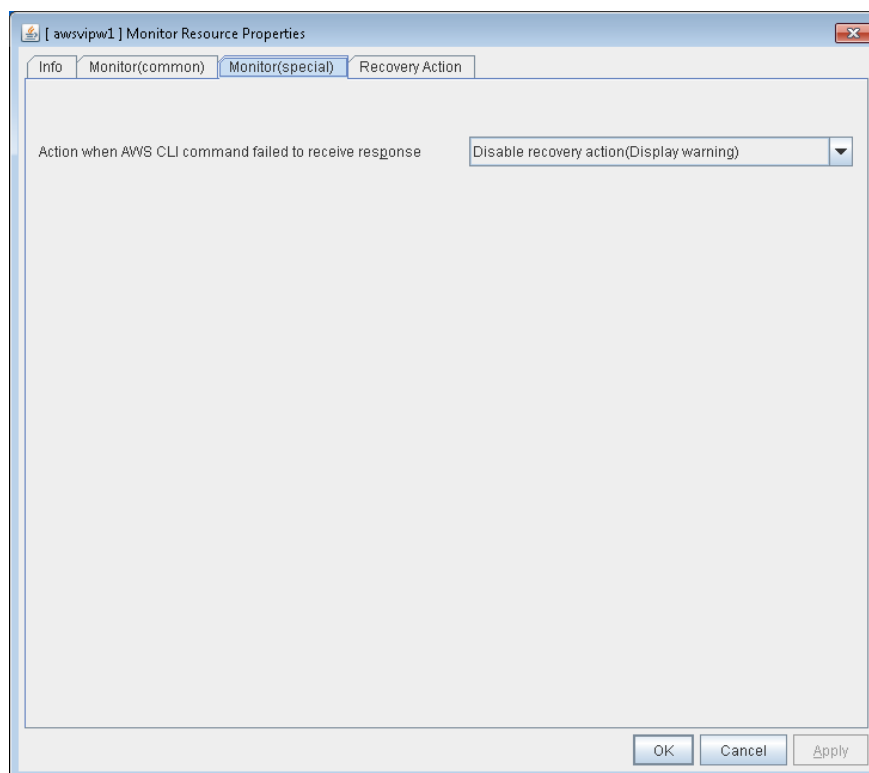 [ awsvipw1 ] Monitor Resource Properties
Info Monitor(common) Monitor(special) Recovery Action
Action when AWS CLI command failed to receive response Disable recovery action(Display warning)
OK Cancel Apply